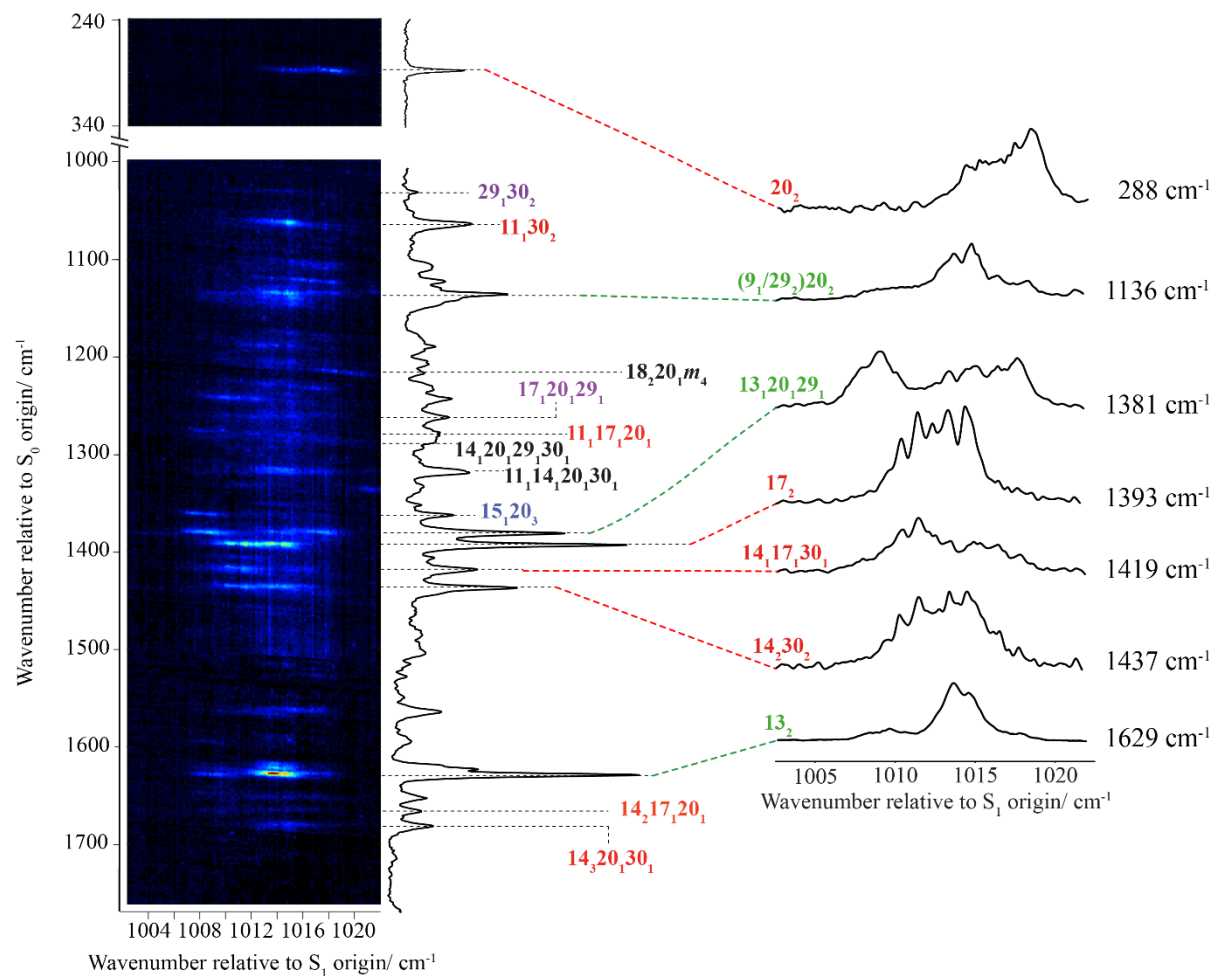 240
340
1000
1100
1200
1300
1400
1500
1600
1700
Wavenumber relative to S₀ origin/ cm⁻¹
1004 1008 1012 1016 1020
Wavenumber relative to S₁ origin/ cm⁻¹
29₁30₂
11₁30₂
18₂20₁m₄
17₁20₁29₁
11₁17₁20₁
14₁20₁29₁30₁
11₁14₁20₁30₁
15₁20₃
14₂17₁20₁
14₃20₁30₁
20₂
288 cm⁻¹
(9₁/29₂)20₂
1136 cm⁻¹
13₁20₁29₁
1381 cm⁻¹
17₂
1393 cm⁻¹
14₁17₁30₁
1419 cm⁻¹
14₂30₂
1437 cm⁻¹
13₂
1629 cm⁻¹
1005 1010 1015 1020
Wavenumber relative to S₁ origin/ cm⁻¹